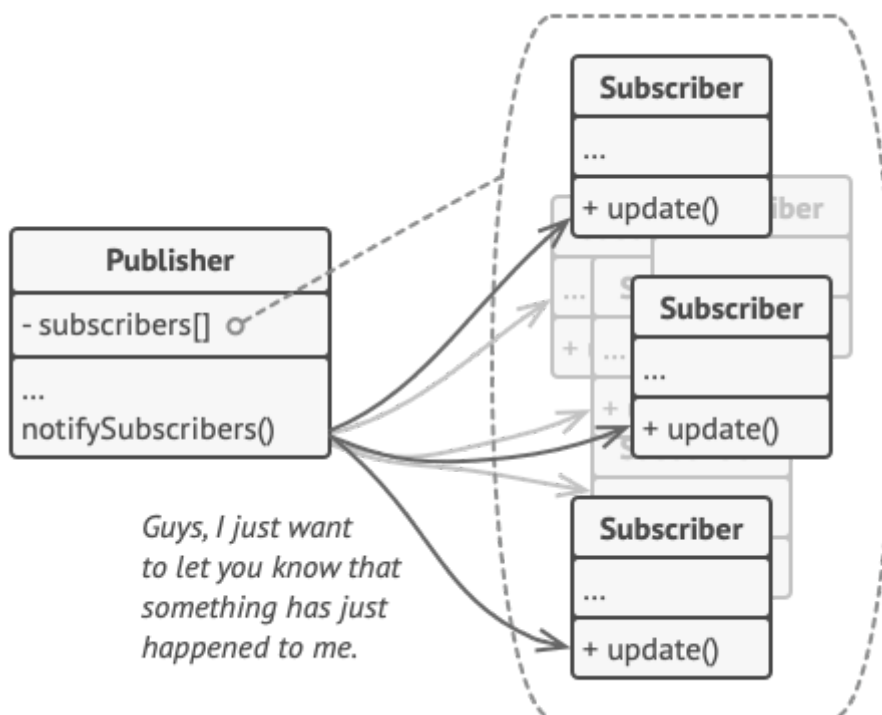 Subscriber
...
+ update()
Publisher
- subscribers[]
...
notifySubscribers()
Subscriber
...
+ update()
Guys, I just want
to let you know that
something has just
happened to me.
Subscriber
...
+ update()
iber
...
S
...
+
S
+